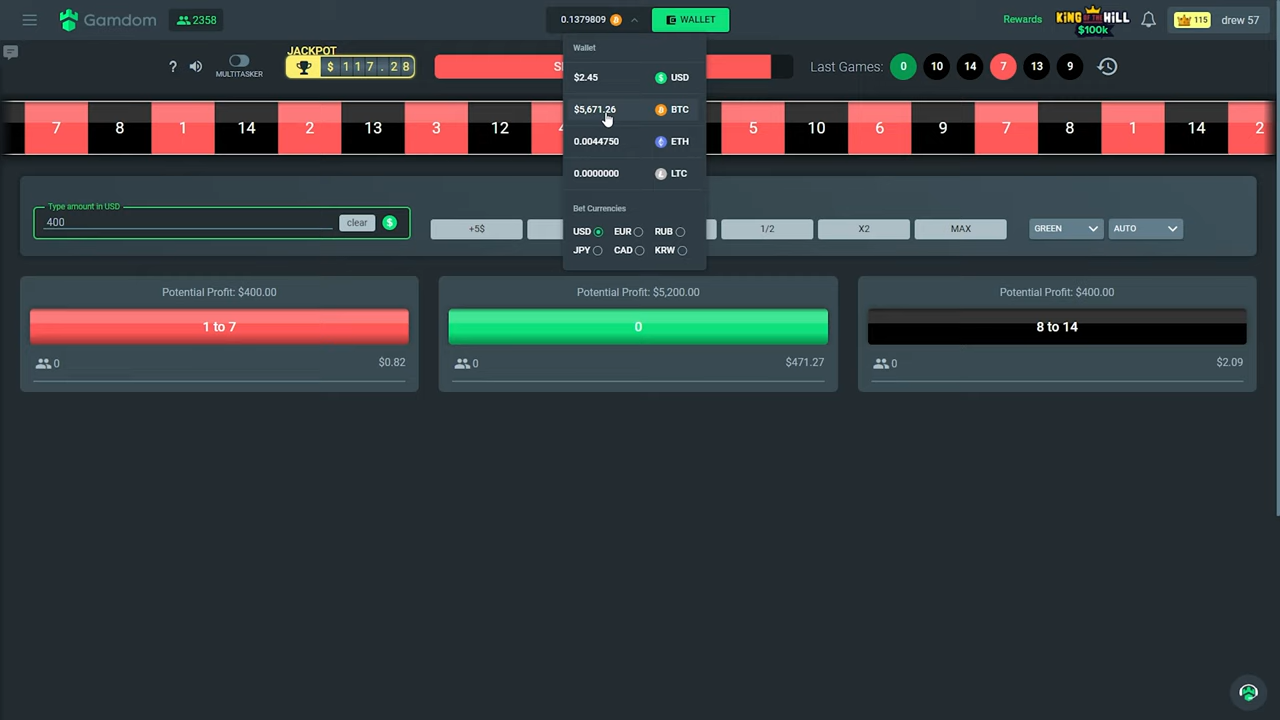 Gamdom
2358
0.1379809
WALLET
Rewards
KING OF THE HILL
$100k
115
drew 57
?
MULTITASKER
JACKPOT
$ 1 1 7 . 2 8
Last Games:
0
10
14
7
13
9
Wallet
$2.45
$ USD
$5,671.26
BTC
0.0044750
ETH
0.0000000
LTC
Bet Currencies
USD
EUR
RUB
JPY
CAD
KRW
7
8
1
14
2
13
3
12
5
10
6
9
7
8
1
14
2
Type amount in USD
400
clear
$
+5$
1/2
X2
MAX
GREEN
AUTO
Potential Profit: $400.00
1 to 7
0
$0.82
Potential Profit: $5,200.00
0
0
$471.27
Potential Profit: $400.00
8 to 14
0
$2.09